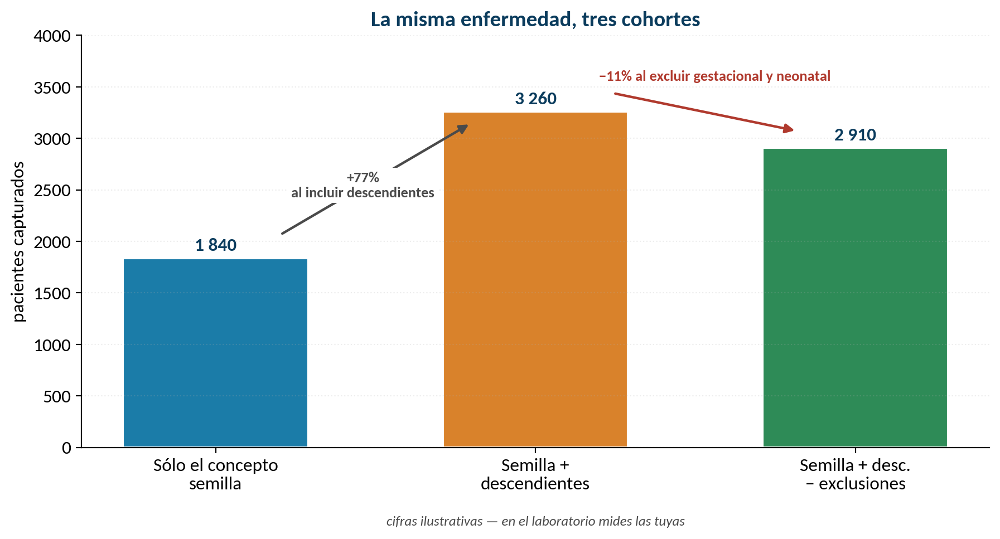 La misma enfermedad, tres cohortes
pacientes capturados
4000
3500
3000
2500
2000
1500
1000
500
0
1 840
+77%
al incluir descendientes
3 260
−11% al excluir gestacional y neonatal
2 910
Sólo el concepto
semilla
Semilla +
descendientes
Semilla + desc.
− exclusiones
cifras ilustrativas — en el laboratorio mides las tuyas